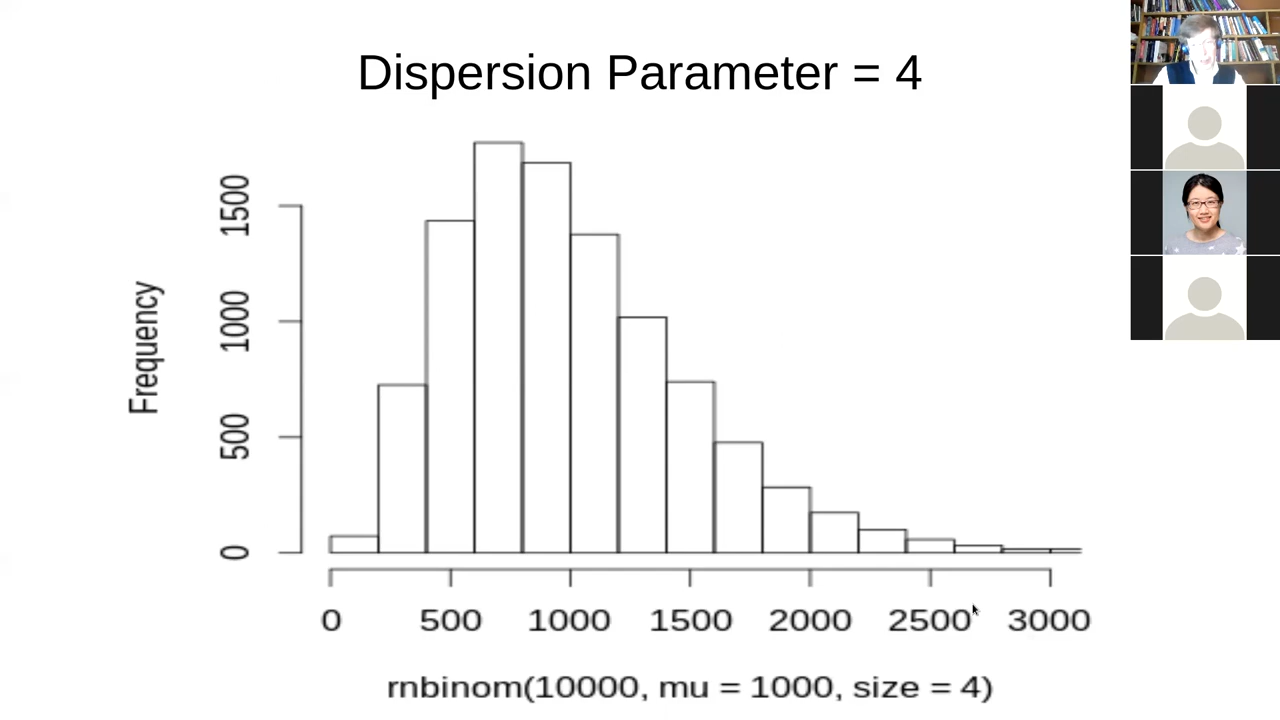 Dispersion Parameter = 4
Frequency
1500
1000
500
0
0 500 1000 1500 2000 2500 3000
rnbinom(10000, mu = 1000, size = 4)